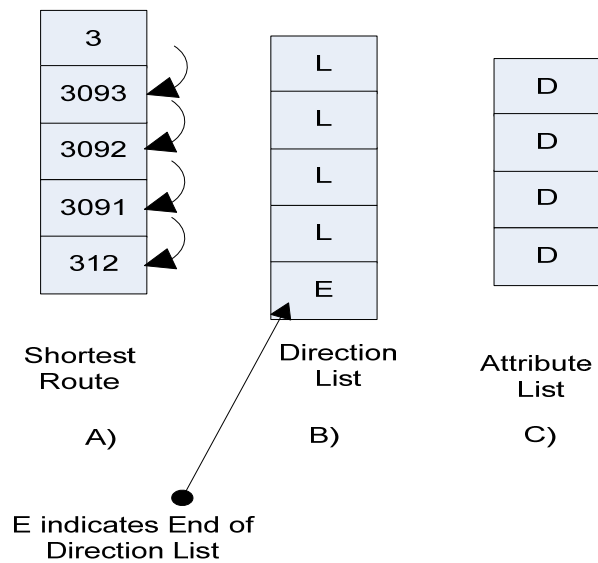 3
3093
3092
3091
312
Shortest
Route
A)
L
L
L
L
E
Direction
List
B)
D
D
D
D
Attribute
List
C)
E indicates End of
Direction List